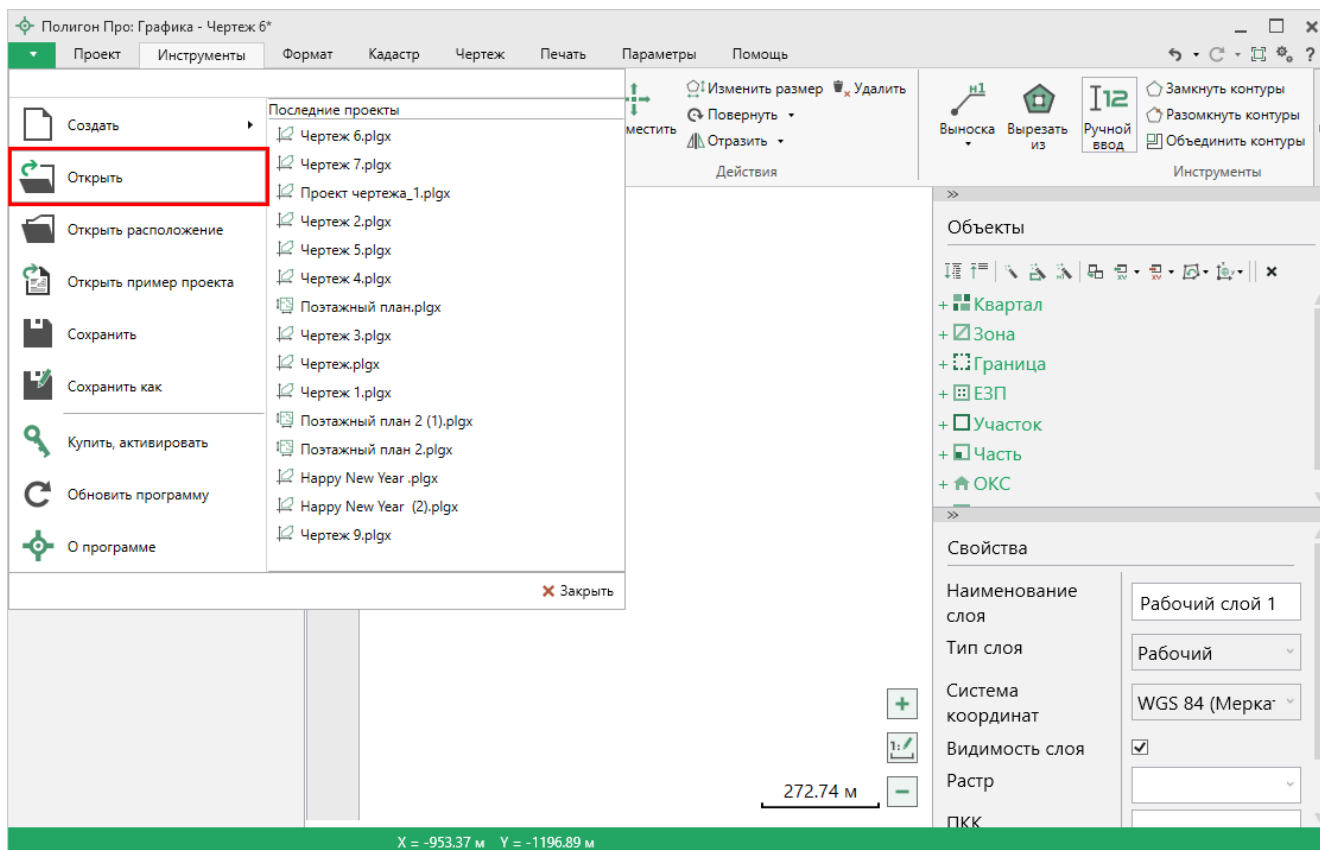 Полигон Про: Графика - Чертеж 6*
Проект Инструменты Формат Кадастр Чертеж Печать Параметры Помощь ?
Создать
Открыть
Открыть расположение
Открыть пример проекта
Сохранить
Сохранить как
Купить, активировать
Обновить программу
О программе
Последние проекты
Чертеж 6.plgx
Чертеж 7.plgx
Проект чертежа_1.plgx
Чертеж 2.plgx
Чертеж 5.plgx
Чертеж 4.plgx
Поэтажный план.plgx
Чертеж 3.plgx
Чертеж.plgx
Чертеж 1.plgx
Поэтажный план 2 (1).plgx
Поэтажный план 2.plgx
Happy New Year .plgx
Happy New Year (2).plgx
Чертеж 9.plgx
Закрыть
местить
Изменить размер Удалить
Повернуть
Отразить
Действия
Н1
Выноска
Вырезать
из
12
Ручной
ввод
Замкнуть контуры
Разомкнуть контуры
Объединить контуры
Инструменты
Объекты
+ Квартал
+ Зона
+ Граница
+ ЕЗП
+ Участок
+ Часть
+ ОКС
Свойства
Наименование
слоя
Рабочий слой 1
Тип слоя
Рабочий
Система
координат
WGS 84 (Мерка
Видимость слоя
Растр
ПКК
1:
272.74 м
X = -953.37 м Y = -1196.89 м